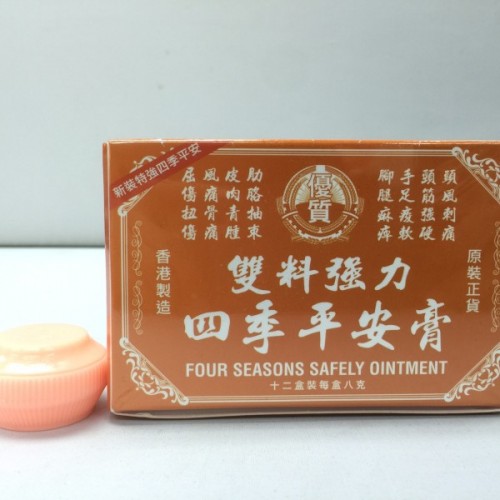 新裝特強四季平安
頭風刺痛
頭筋強硬
手足疲軟
腳腿麻痺
優質
肋胳抽束
皮肉青腫
風痛骨痛
屈傷扭傷
原裝正貨
香港製造
雙料強力
四季平安膏
FOUR SEASONS SAFELY OINTMENT
十二盒裝每盒八克